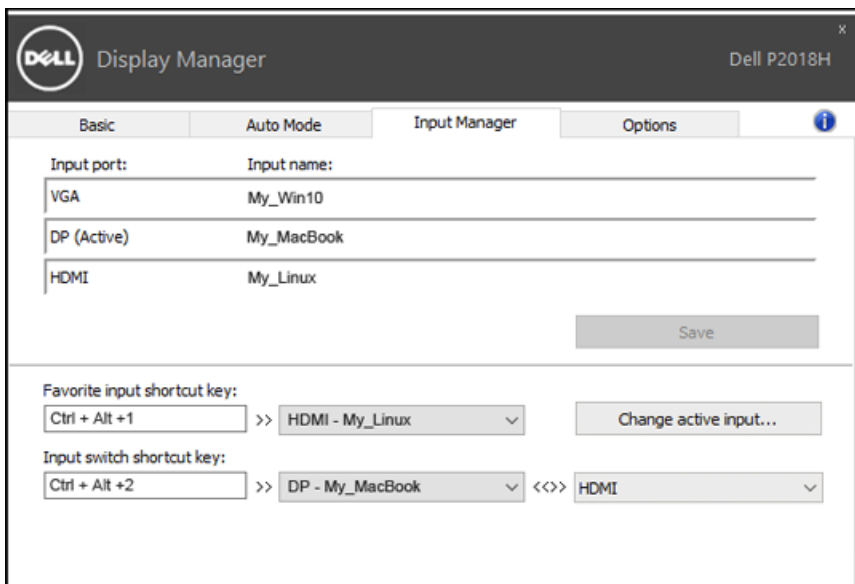 x
DELL Display Manager Dell P2018H
Basic Auto Mode Input Manager Options i
Input port: Input name:
VGA My_Win10
DP (Active) My_MacBook
HDMI My_Linux
Save
Favorite input shortcut key:
Ctrl + Alt +1 >> HDMI - My_Linux Change active input...
Input switch shortcut key:
Ctrl + Alt +2 >> DP - My_MacBook <<>> HDMI